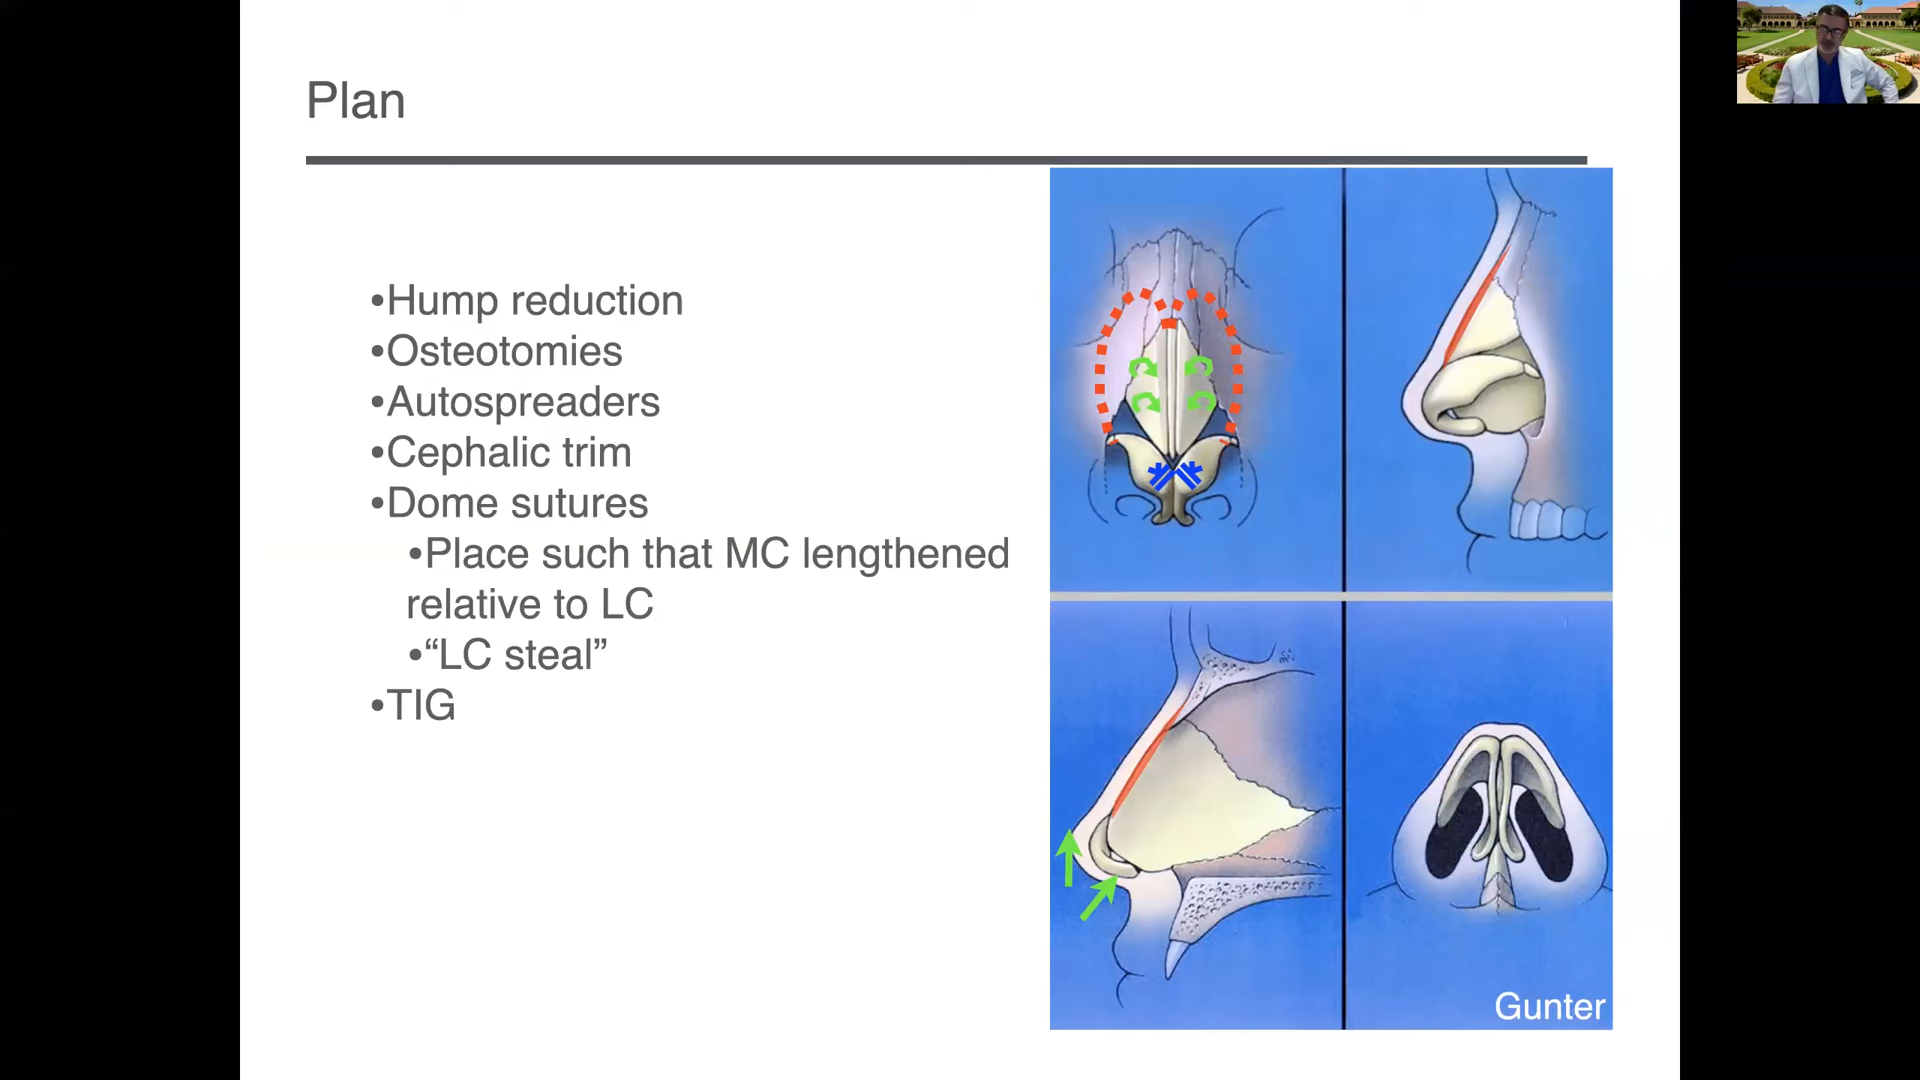 Plan
•Hump reduction
•Osteotomies
•Autospreaders
•Cephalic trim
•Dome sutures
•Place such that MC lengthened
relative to LC
•“LC steal”
•TIG
Gunter